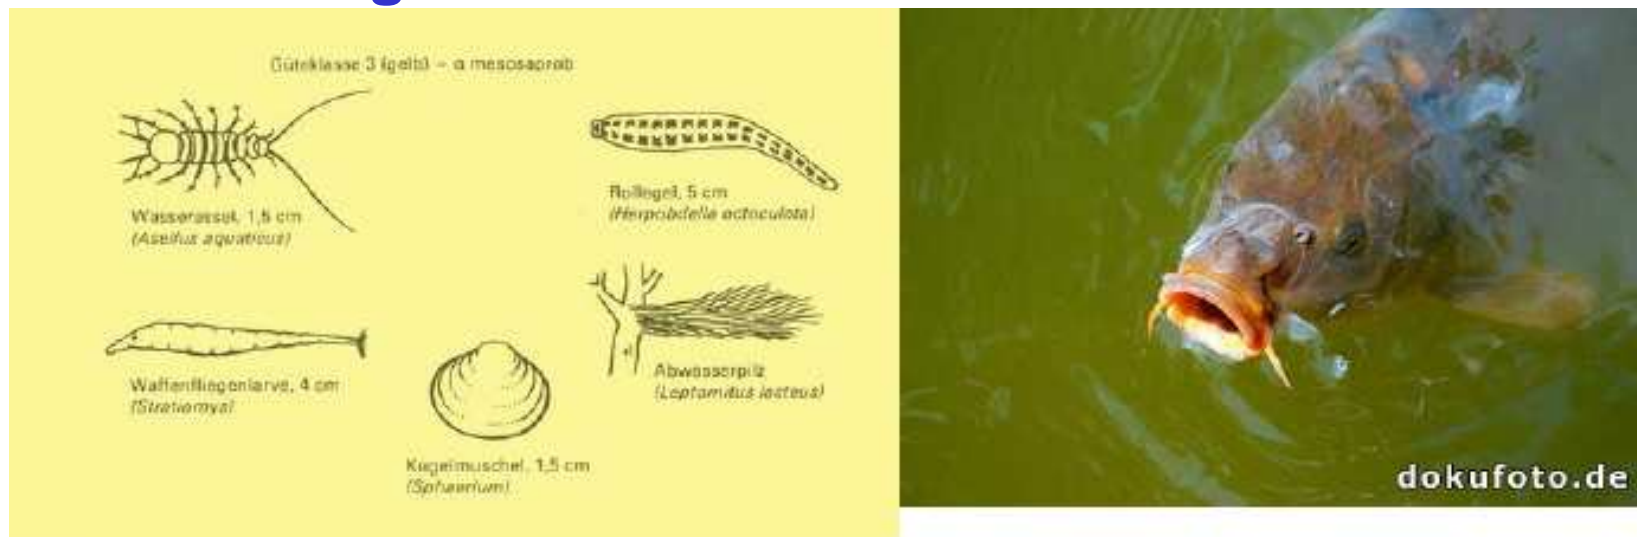 Güteklasse 3 (gelb) – α mesosaprob
Wasserassel, 1,5 cm
(Asellus aquaticus)
Rollegel, 5 cm
(Herpobdella octoculata)
Waffenfliegenlarve, 4 cm
(Stratiomys)
Abwasserpilz
(Leptomitus lacteus)
Kugelmuschel, 1,5 cm
(Sphaerium)
dokufoto.de